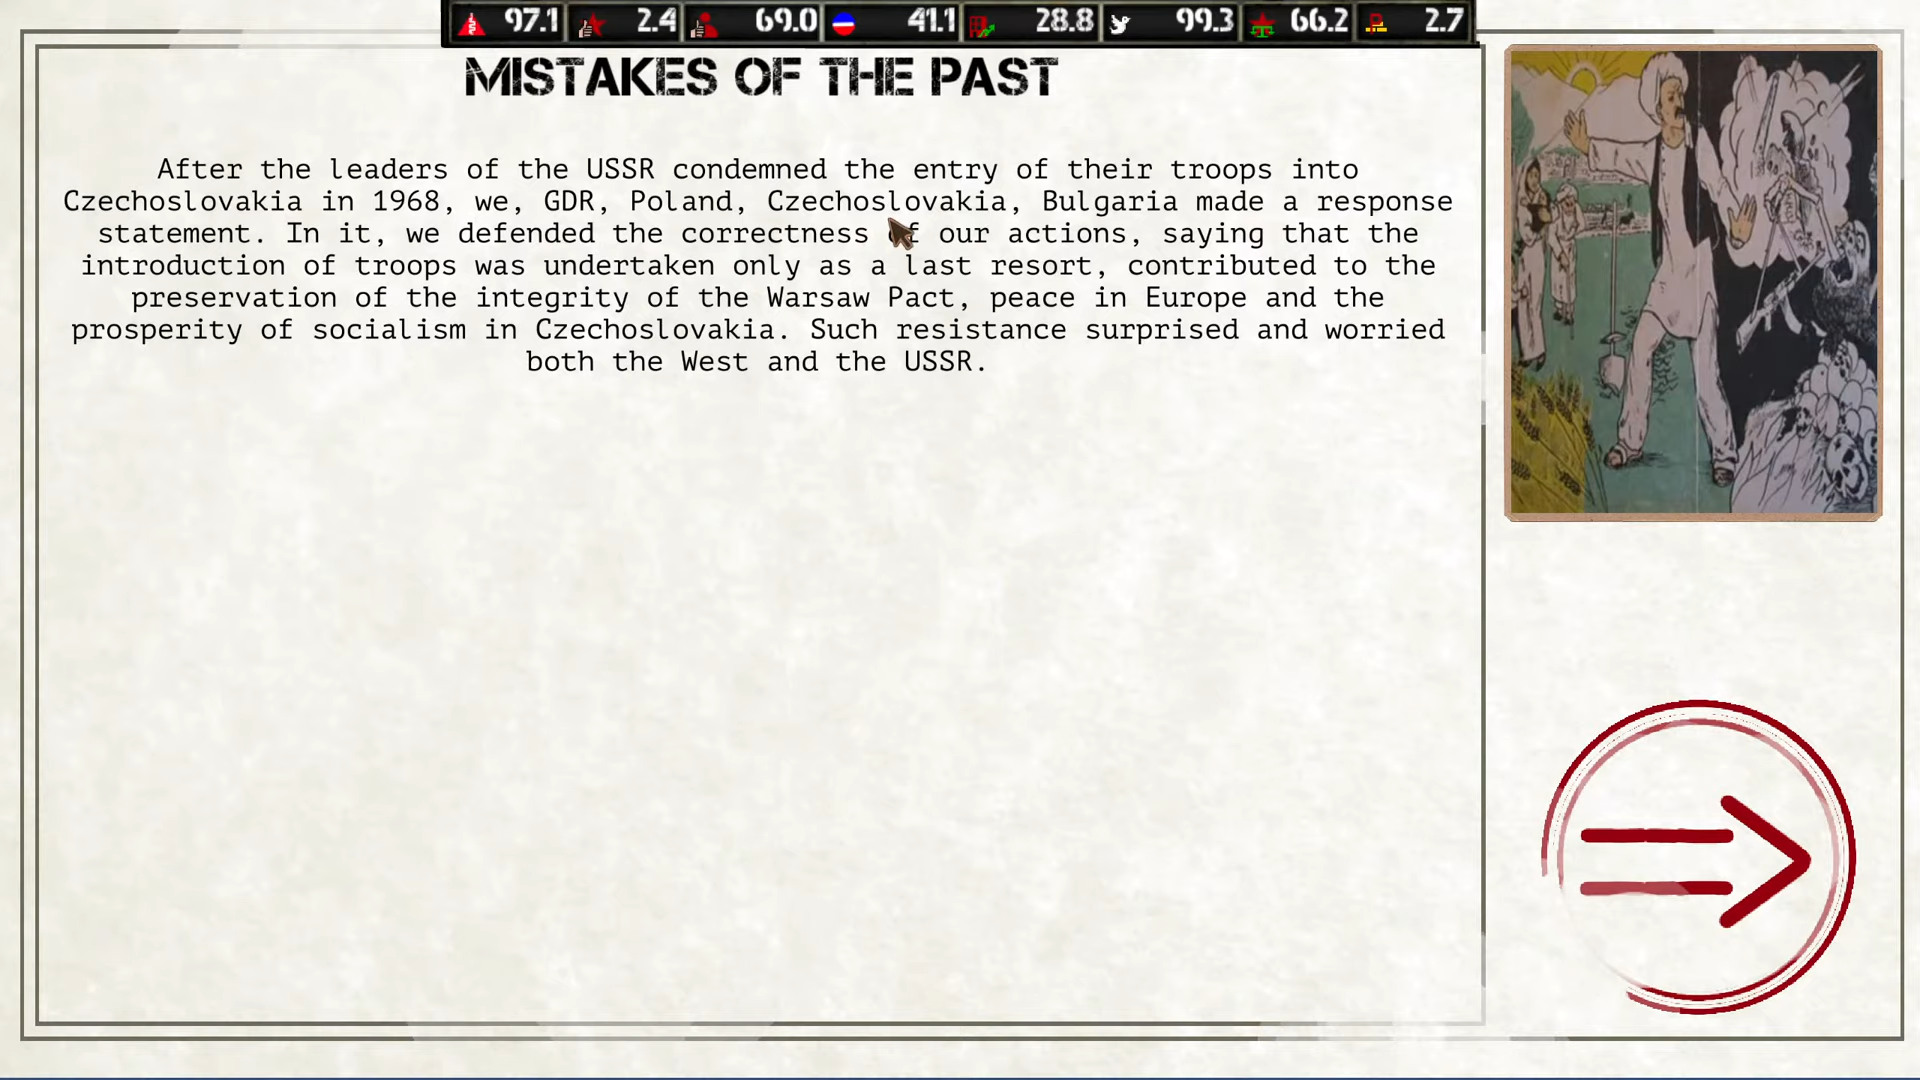 97.1 2.4 69.0 41.1 28.8 99.3 66.2 2.7
MISTAKES OF THE PAST
After the leaders of the USSR condemned the entry of their troops into
Czechoslovakia in 1968, we, GDR, Poland, Czechoslovakia, Bulgaria made a response
statement. In it, we defended the correctness of our actions, saying that the
introduction of troops was undertaken only as a last resort, contributed to the
preservation of the integrity of the Warsaw Pact, peace in Europe and the
prosperity of socialism in Czechoslovakia. Such resistance surprised and worried
both the West and the USSR.